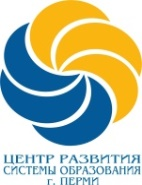 ЦЕНТР РАЗВИТИЯ
СИСТЕМЫ ОБРАЗОВАНИЯ
г. ПЕРМИ